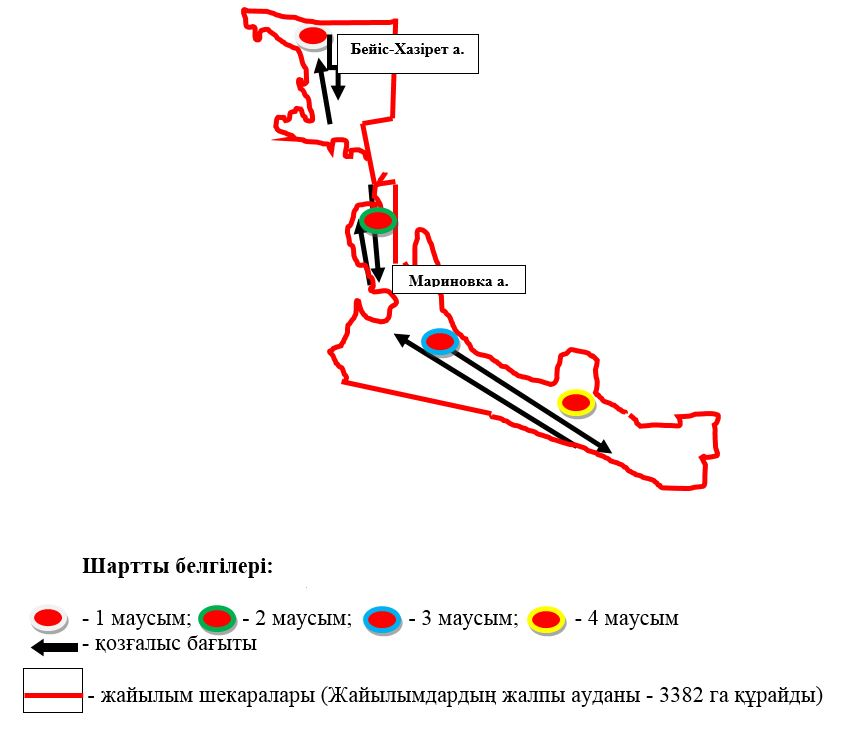 Бейіс-Хазірет а.
Мариновка а.
Шартты белгілері:
- 1 маусым; - 2 маусым; - 3 маусым; - 4 маусым
- қозғалыс бағыты
- жайылым шекаралары (Жайылымдардың жалпы ауданы - 3382 га құрайды)